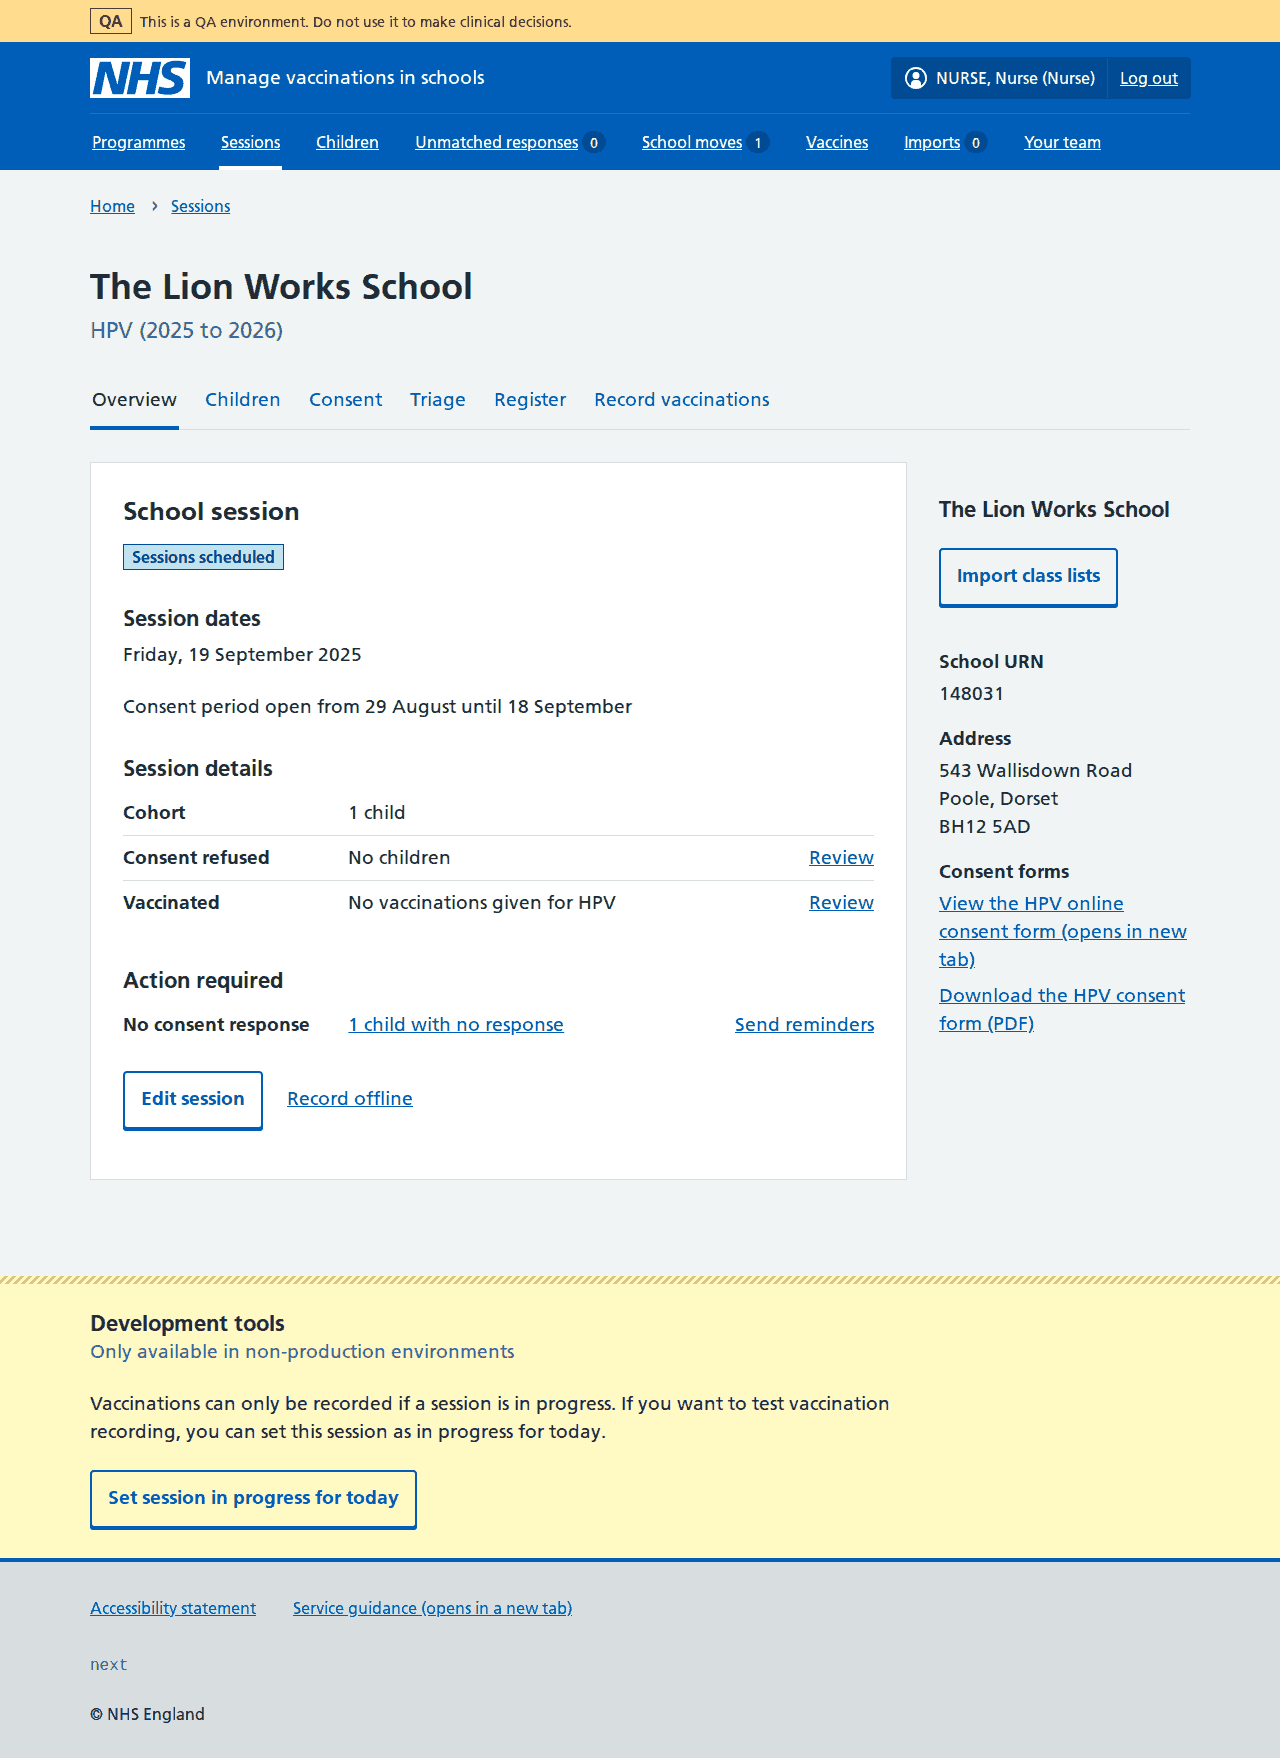 QA This is a QA environment. Do not use it to make clinical decisions.
NHS Manage vaccinations in schools NURSE, Nurse (Nurse) Log out
Programmes Sessions Children Unmatched responses 0 School moves 1 Vaccines Imports 0 Your team
Home › Sessions
The Lion Works School
HPV (2025 to 2026)
Overview Children Consent Triage Register Record vaccinations
School session
Sessions scheduled
Session dates
Friday, 19 September 2025
Consent period open from 29 August until 18 September
Session details
Cohort 1 child
Consent refused No children Review
Vaccinated No vaccinations given for HPV Review
Action required
No consent response 1 child with no response Send reminders
Edit session Record offline
The Lion Works School
Import class lists
School URN
148031
Address
543 Wallisdown Road
Poole, Dorset
BH12 5AD
Consent forms
View the HPV online
consent form (opens in new
tab)
Download the HPV consent
form (PDF)
Development tools
Only available in non-production environments
Vaccinations can only be recorded if a session is in progress. If you want to test vaccination
recording, you can set this session as in progress for today.
Set session in progress for today
Accessibility statement Service guidance (opens in a new tab)
next
© NHS England